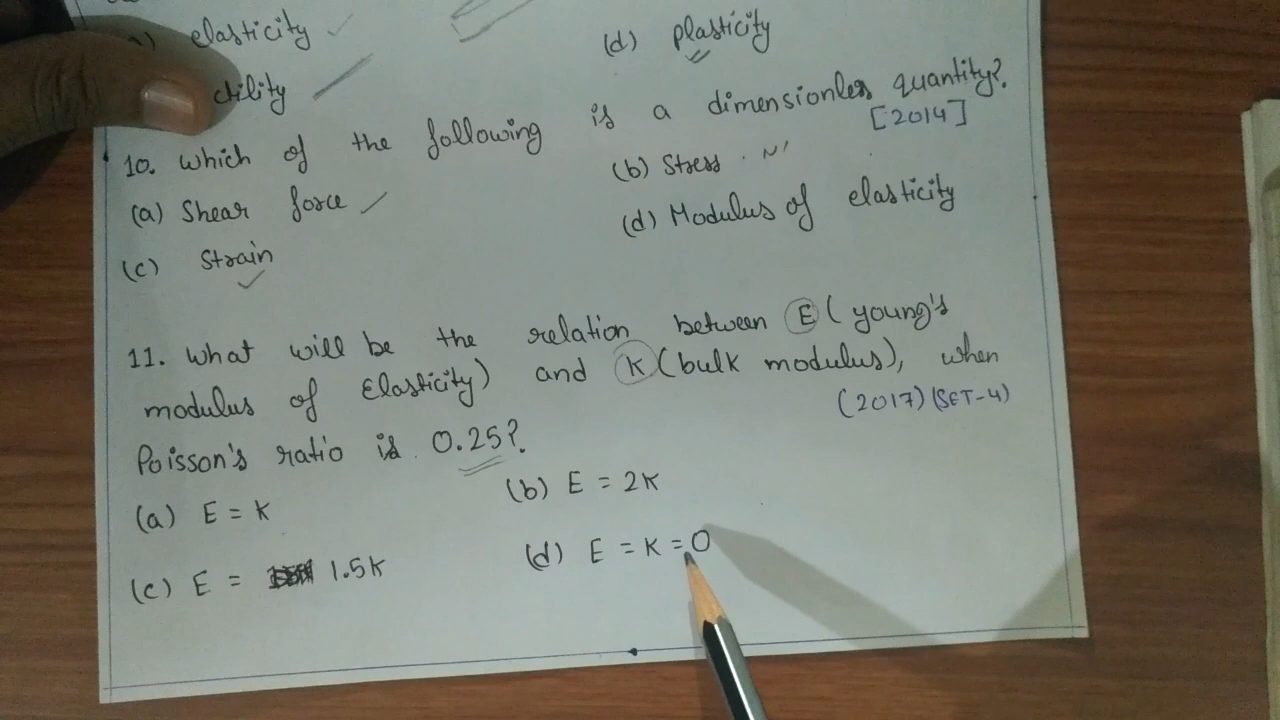 elasticity
(d) plasticity
ctility
10. Which of the following is a dimensionless quantity?
[2014]
(a) Shear force
(b) Stress
(c) Strain
(d) Modulus of elasticity
11. What will be the relation between E (young's
modulus of Elasticity) and K (bulk modulus), when
(2017) (SET-4)
Poisson's ratio is 0.25?
(a) E = K
(b) E = 2K
(c) E = 1.5K
(d) E = K = 0